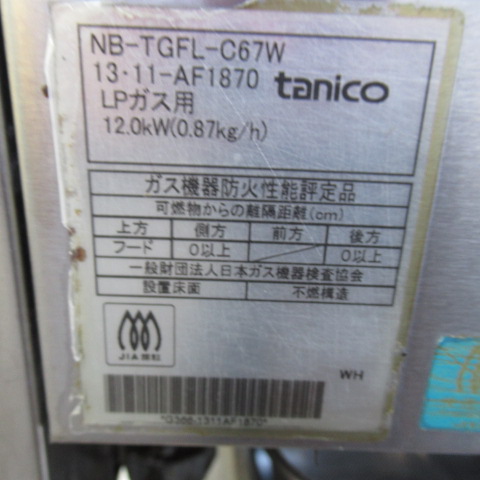 NB-TGFL-C67W
13・11-AF1870 tanico
LPガス用
12.0kW(0.87kg/h)
ガス機器防火性能評定品
可燃物からの離隔距離(cm)
上方 側方 前方 後方
フード 0以上 0以上
一般財団法人日本ガス機器検査協会
設置床面 不燃構造
JIA 認証
WH
*G366-1311AF1870*